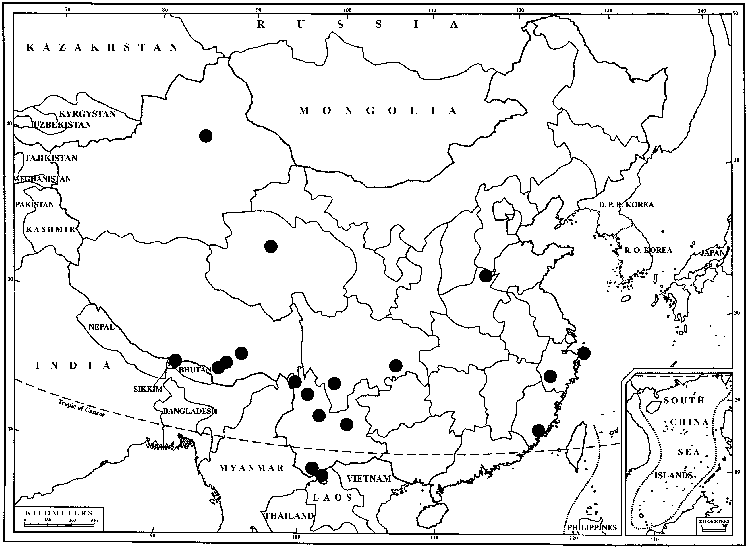 RUSSIA
KAZAKHSTAN
MONGOLIA
KYRGYSTAN
UZBEKISTAN
TAJIKISTAN
PAKISTAN
KASHMIR
D. P. R. KOREA
R. O. KOREA
JAPAN
NEPAL
INDIA
BHUTAN
SIKKIM
BANGLADESH
Tropic of Cancer
MYANMAR
VIETNAM
LAOS
THAILAND
PHILIPPINES
SOUTH
CHINA
SEA
ISLANDS
KILOMETERS